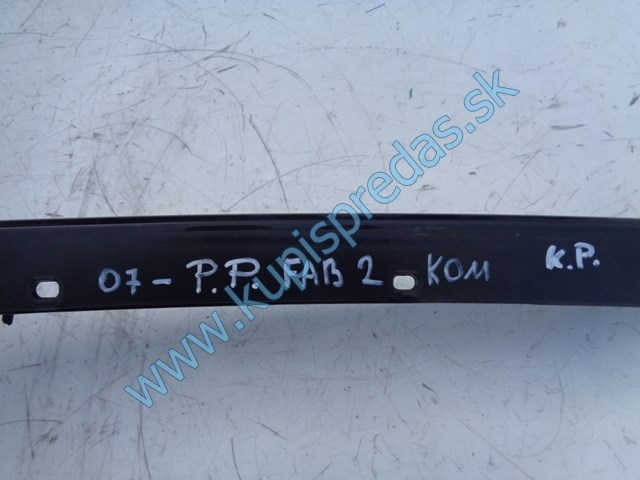 07 - P.P. FAB 2 KOM K.P.
www.kupispredas.sk